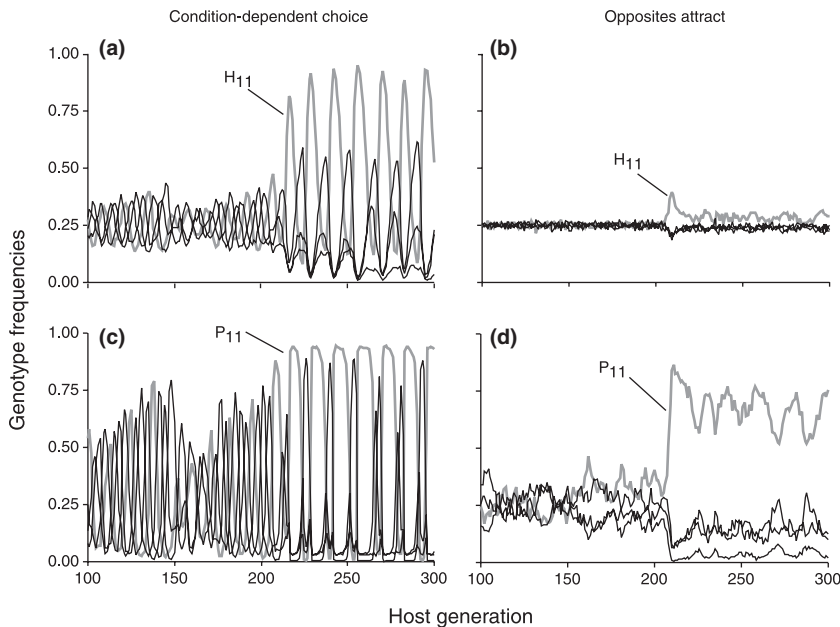 Condition-dependent choice
Opposites attract
(a)
(b)
1.00
0.75
0.50
0.25
0.00
H11
H11
Genotype frequencies
(c)
(d)
1.00
0.75
0.50
0.25
0.00
P11
P11
100 150 200 250 300
100 150 200 250 300
Host generation